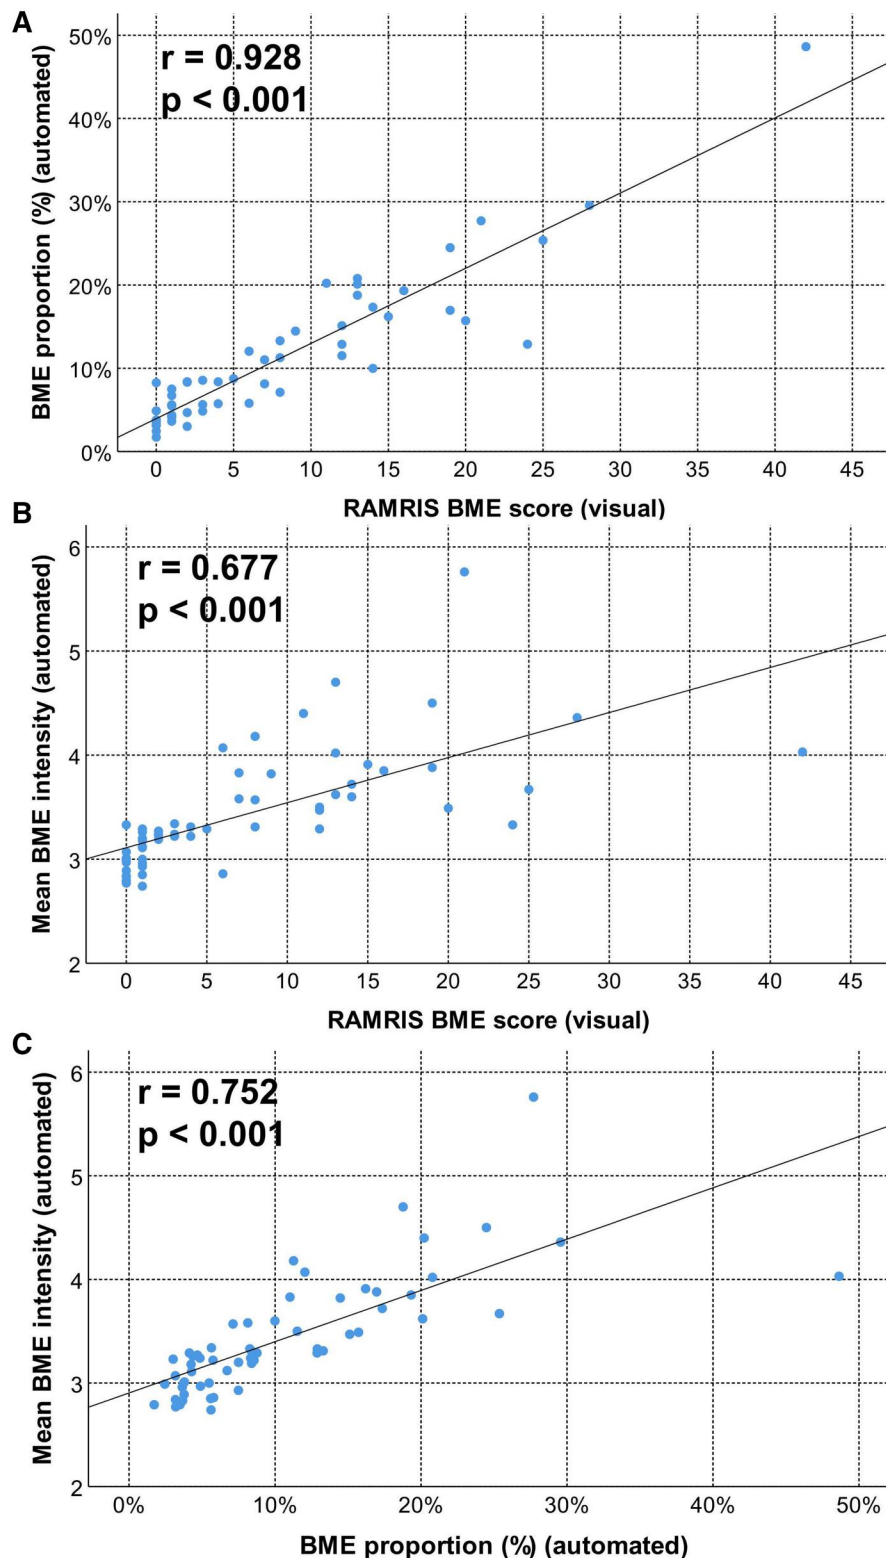 A
r = 0.928
p < 0.001
BME proportion (%) (automated)
50%
40%
30%
20%
10%
0%
0 5 10 15 20 25 30 35 40 45
RAMRIS BME score (visual)
B
r = 0.677
p < 0.001
Mean BME intensity (automated)
6
5
4
3
2
0 5 10 15 20 25 30 35 40 45
RAMRIS BME score (visual)
C
r = 0.752
p < 0.001
Mean BME intensity (automated)
6
5
4
3
2
0% 10% 20% 30% 40% 50%
BME proportion (%) (automated)